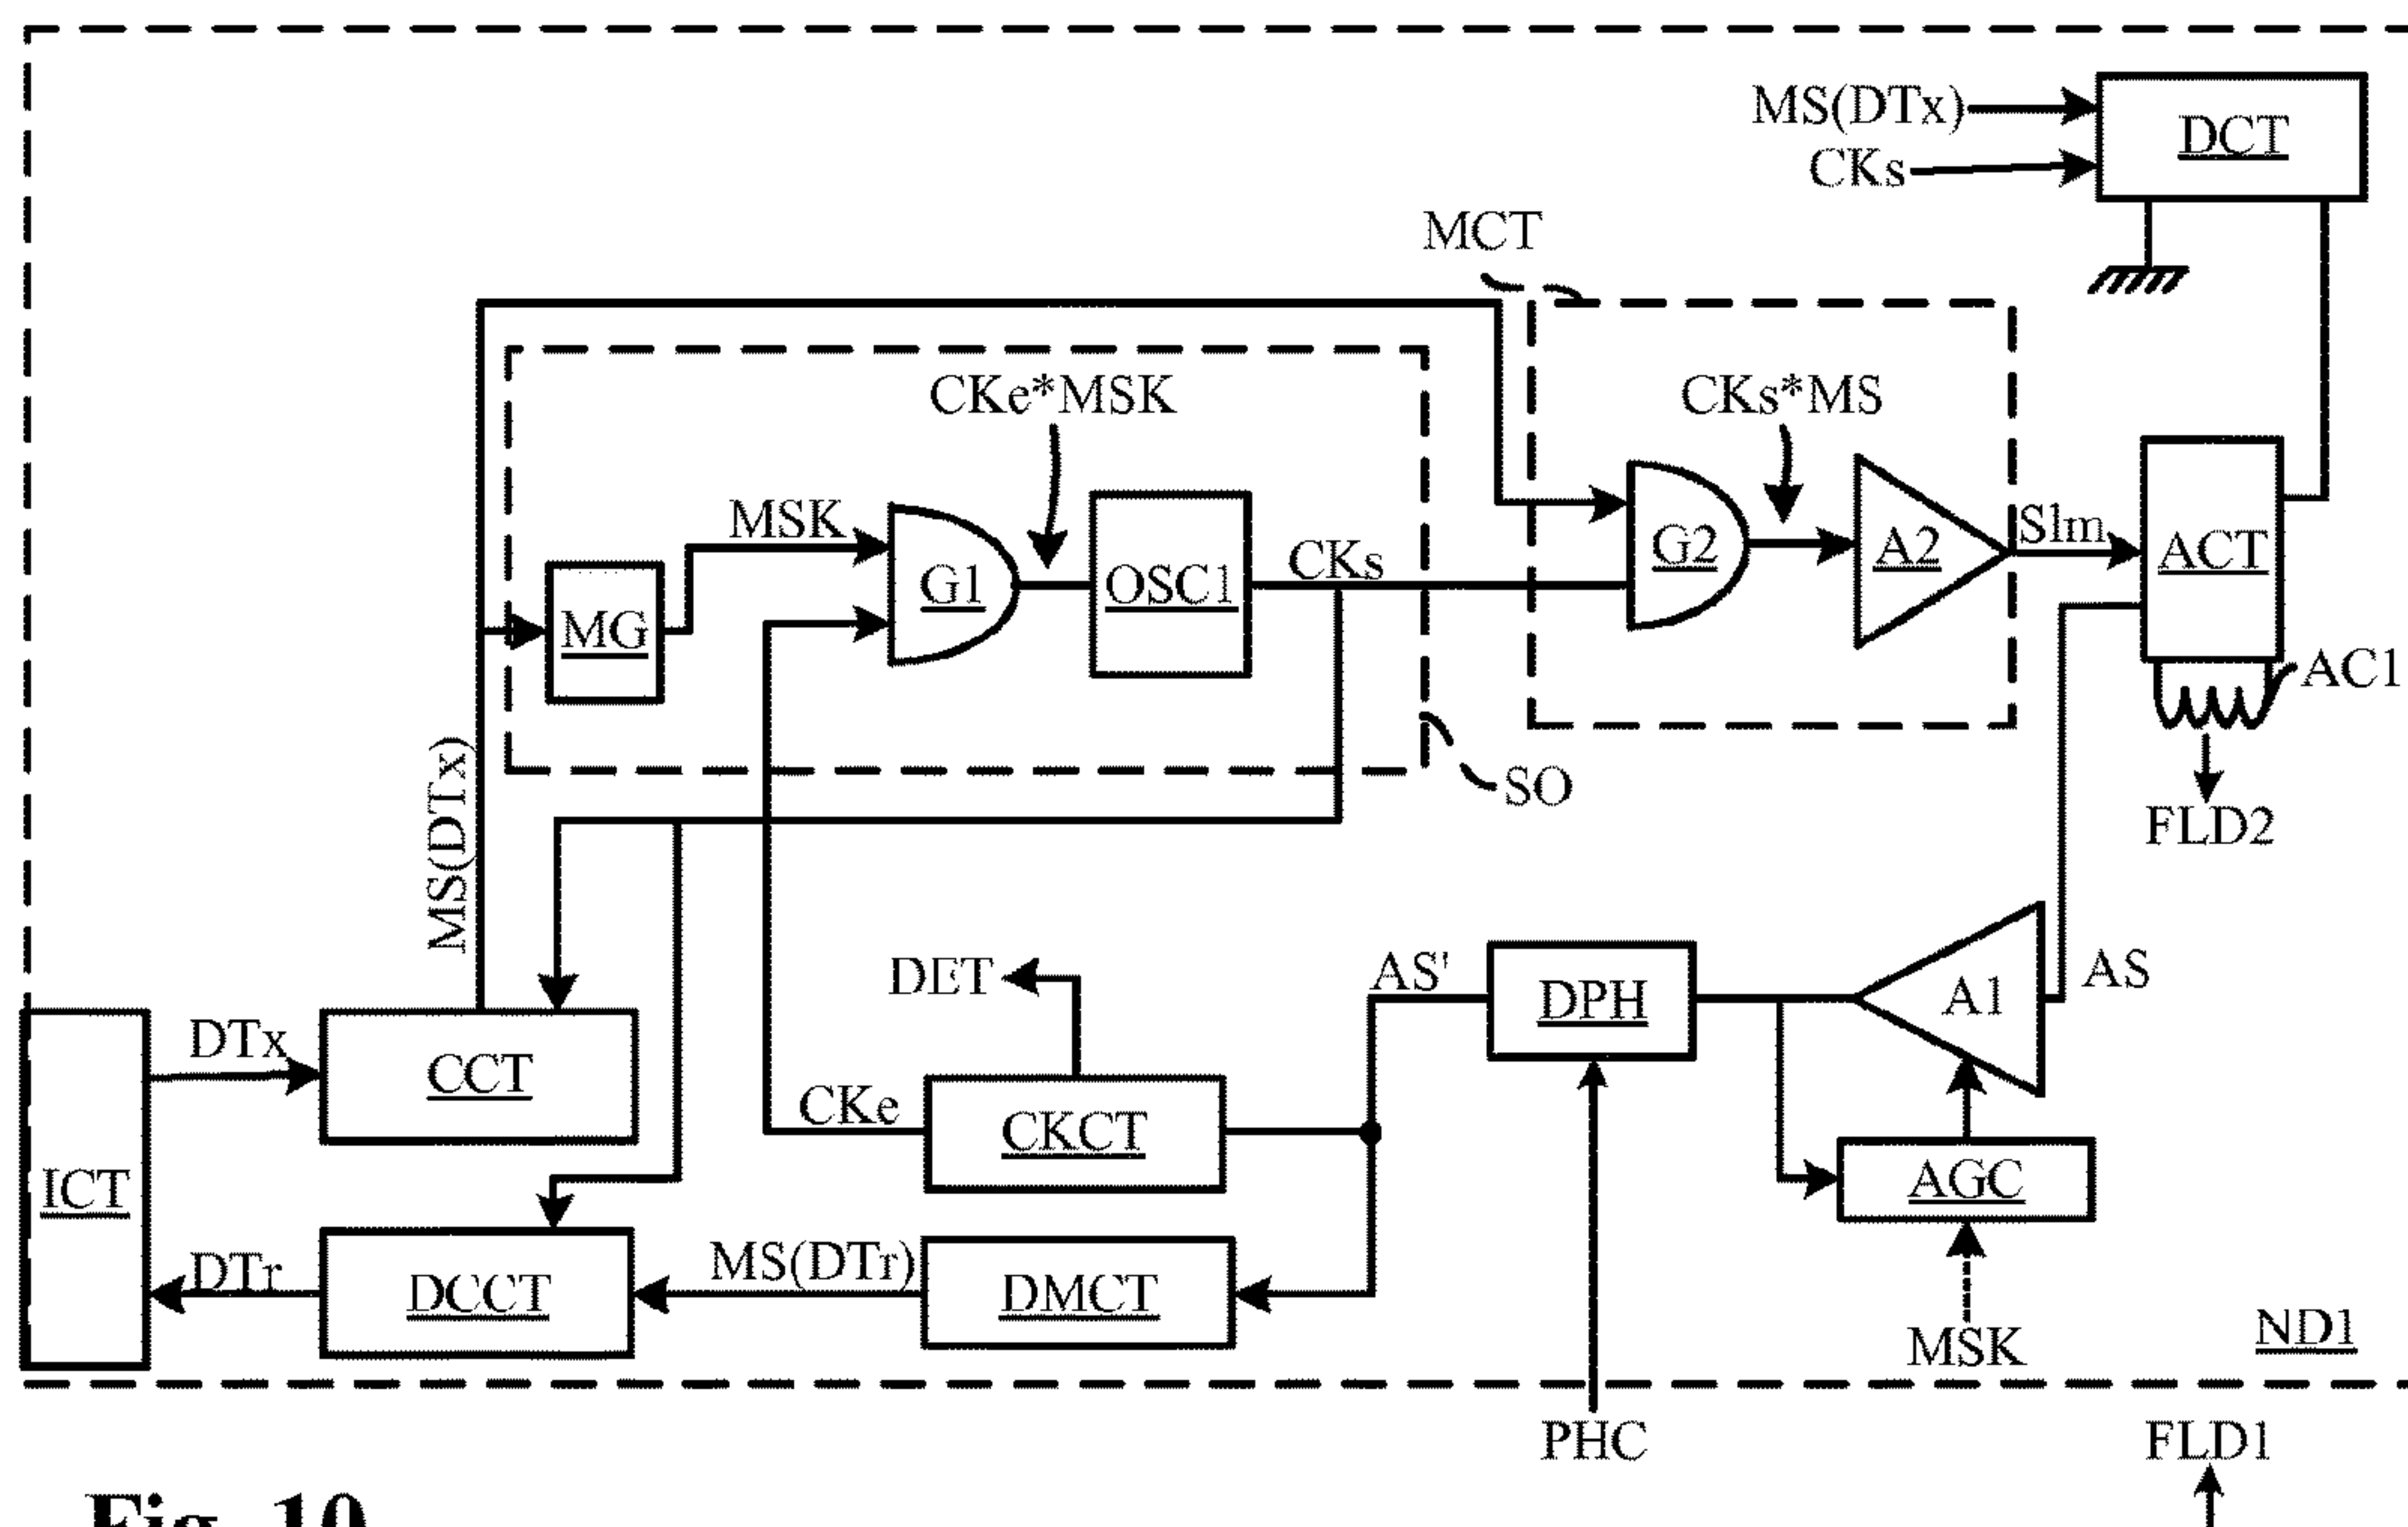 MS(DTx)
DCT
CKs
MCT
CKe*MSK
CKs*MS
MSK
G1
OSC1
CKs
G2
A2
Slm
ACT
MG
AC1
MS(DTx)
SO
FLD2
DET
AS'
DPH
A1
AS
DTx
CCT
CKe
CKCT
ICT
AGC
DTr
DCCT
MS(DTr)
DMCT
MSK
ND1
PHC
FLD1
Fig. 10